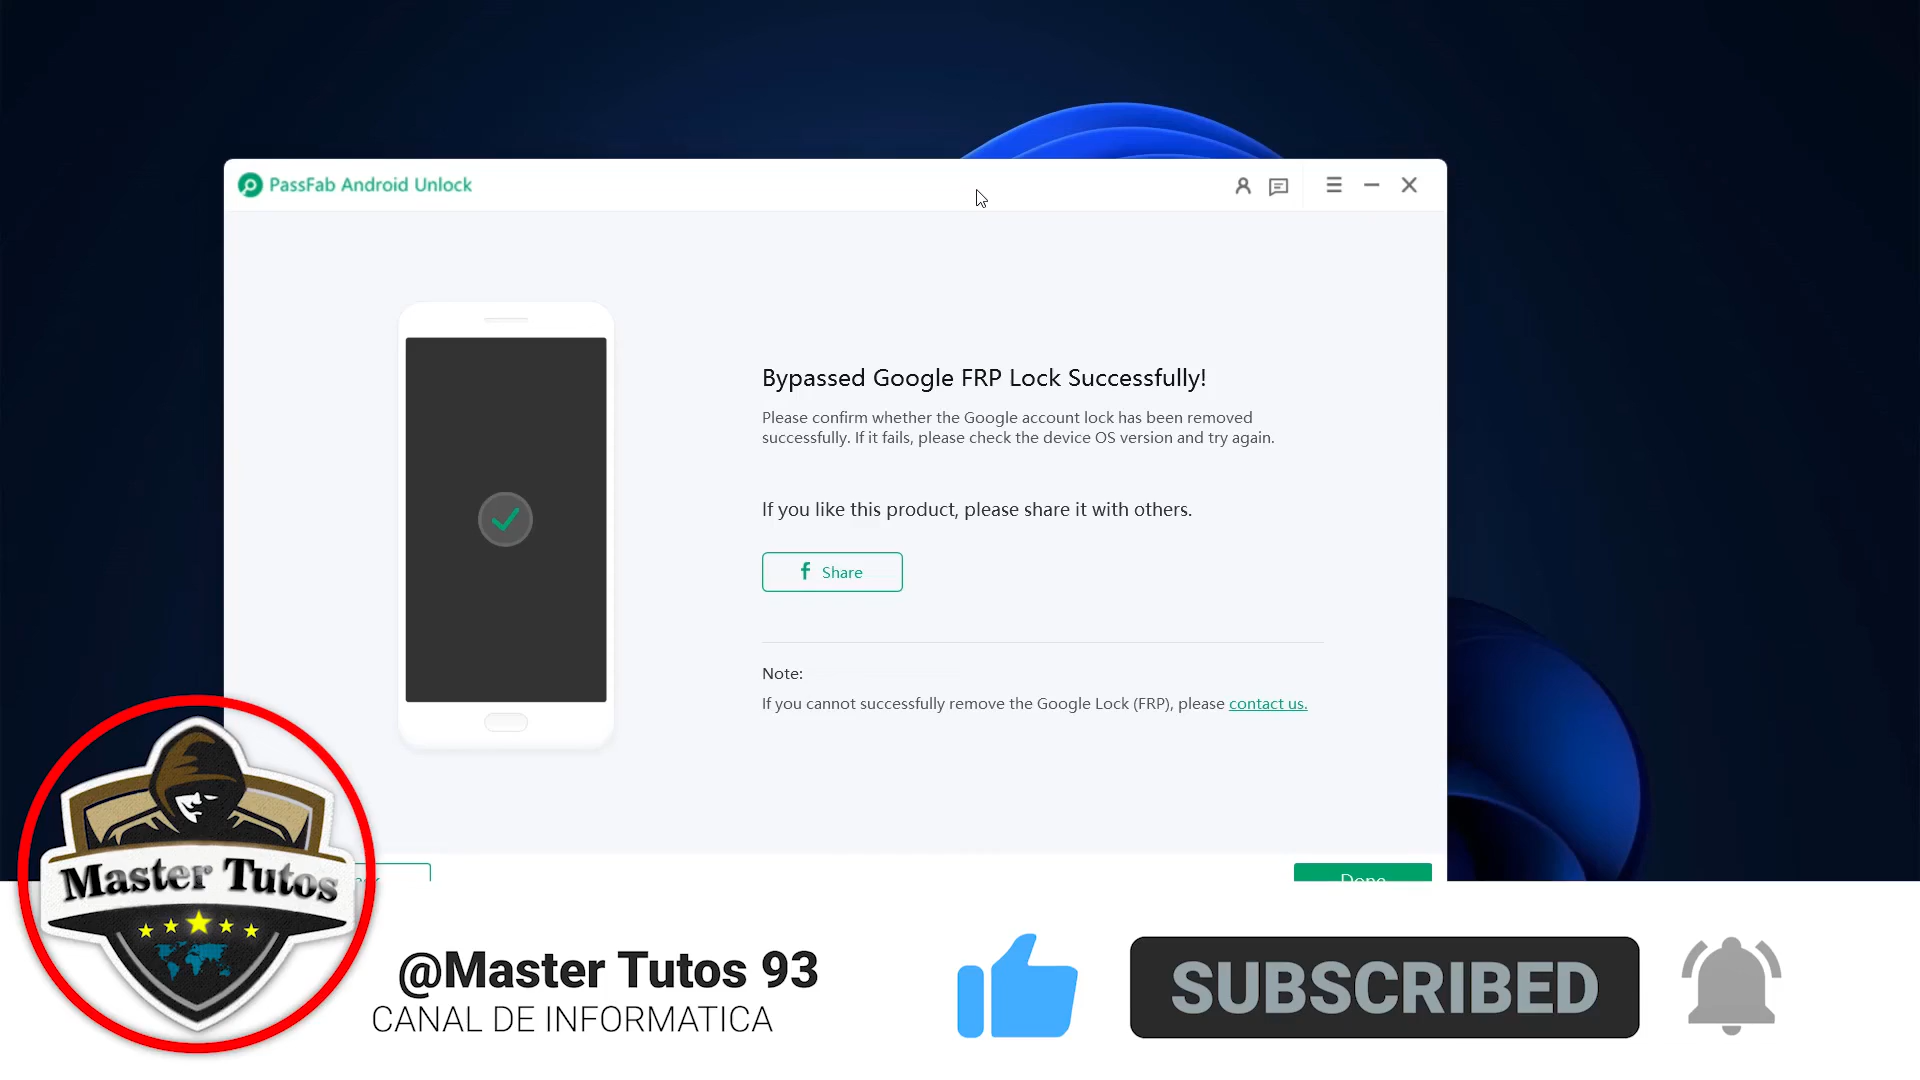 PassFab Android Unlock
Bypassed Google FRP Lock Successfully!
Please confirm whether the Google account lock has been removed
successfully. If it fails, please check the device OS version and try again.
If you like this product, please share it with others.
f Share
Note:
If you cannot successfully remove the Google Lock (FRP), please contact us.
Done
Master Tutos
@Master Tutos 93
CANAL DE INFORMATICA
SUBSCRIBED